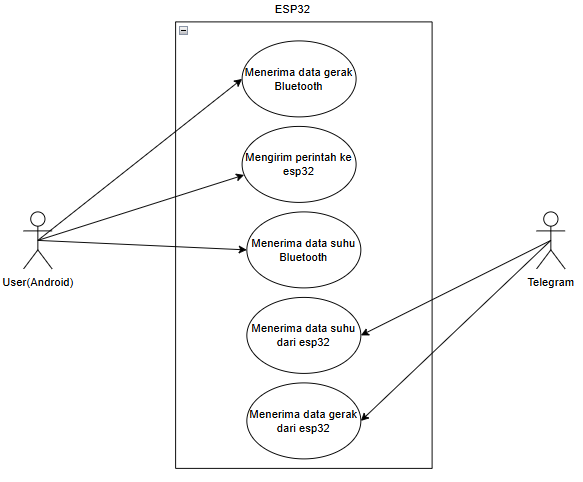 ESP32
Menerima data gerak
Bluetooth
Mengirim perintah ke
esp32
Menerima data suhu
Bluetooth
User(Android)
Telegram
Menerima data suhu
dari esp32
Menerima data gerak
dari esp32